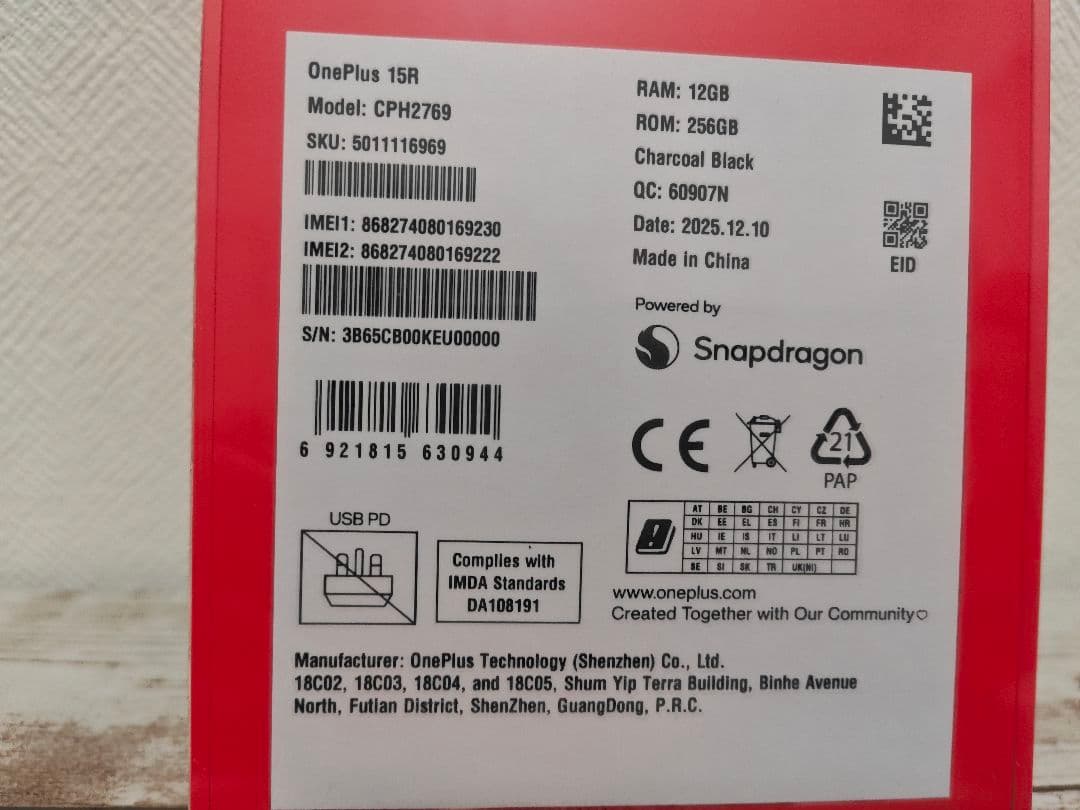 OnePlus 15R
Model: CPH2769
SKU: 5011116969
IMEI1: 868274080169230
IMEI2: 868274080169222
S/N: 3B65CB00KEU00000
6 921815 630944
USB PD
Complies with
IMDA Standards
DA108191
RAM: 12GB
ROM: 256GB
Charcoal Black
QC: 60907N
Date: 2025.12.10
Made in China
EID
Powered by
Snapdragon
CE
21
PAP
AT BE BG CH CY CZ DE
DK EE EL ES FI FR HR
HU IE IS IT LI LT LU
LV MT NL NO PL PT RO
SE SI SK TR UK(NI)
www.oneplus.com
Created Together with Our Community♡
Manufacturer: OnePlus Technology (Shenzhen) Co., Ltd.
18C02, 18C03, 18C04, and 18C05, Shum Yip Terra Building, Binhe Avenue
North, Futian District, ShenZhen, GuangDong, P.R.C.